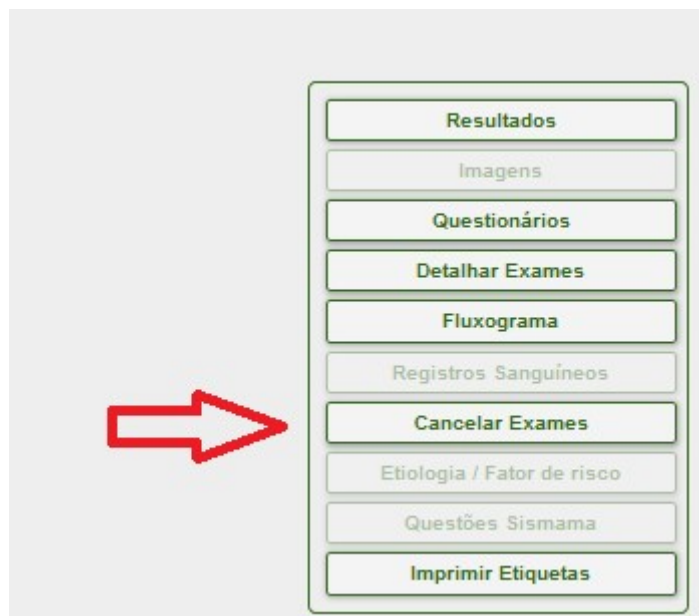 Resultados
Imagens
Questionários
Detalhar Exames
Fluxograma
Registros Sanguíneos
Cancelar Exames
Etiologia / Fator de risco
Questões Sismama
Imprimir Etiquetas